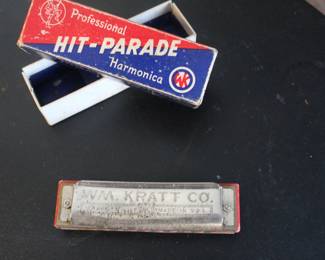 Professional
HIT-PARADE
Harmonica
WM. KRATT CO.